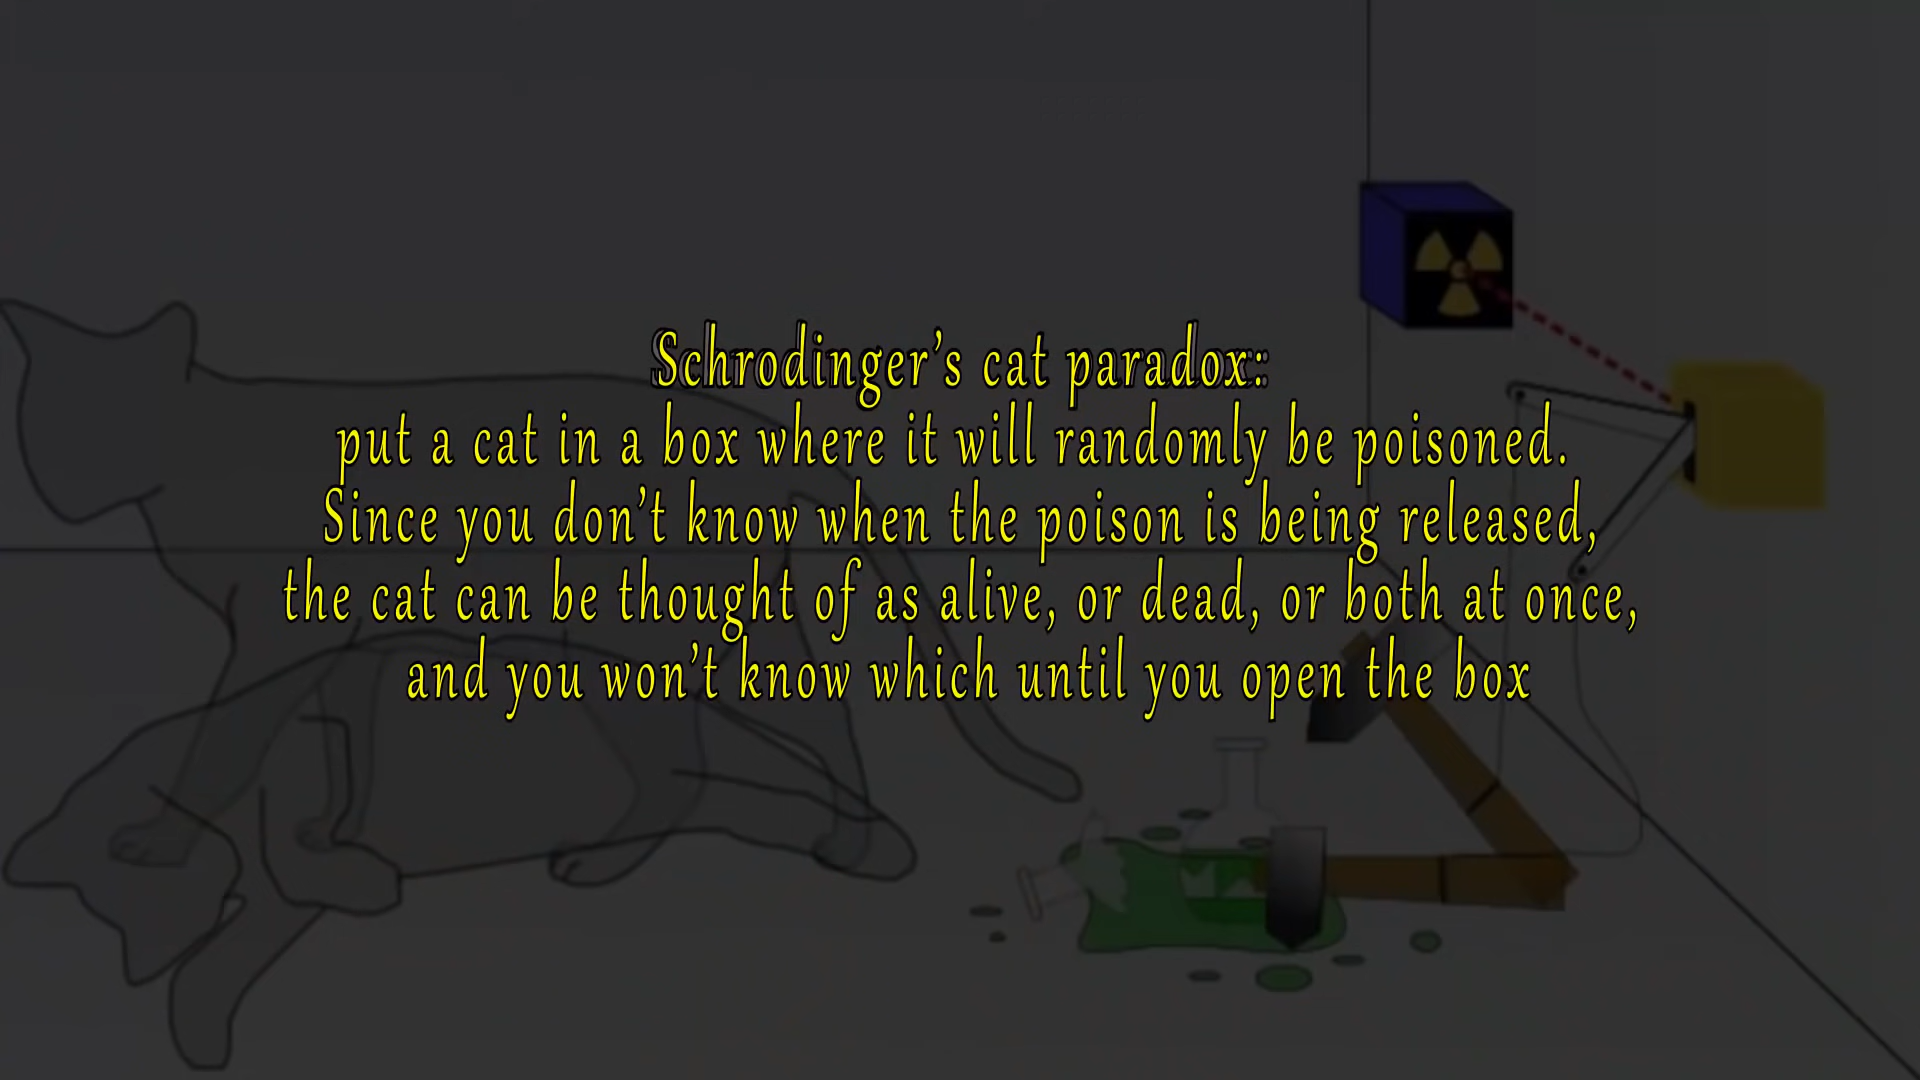 Schrodinger’s cat paradox::
put a cat in a box where it will randomly be poisoned.
Since you don’t know when the poison is being released,
the cat can be thought of as alive, or dead, or both at once,
and you won’t know which until you open the box